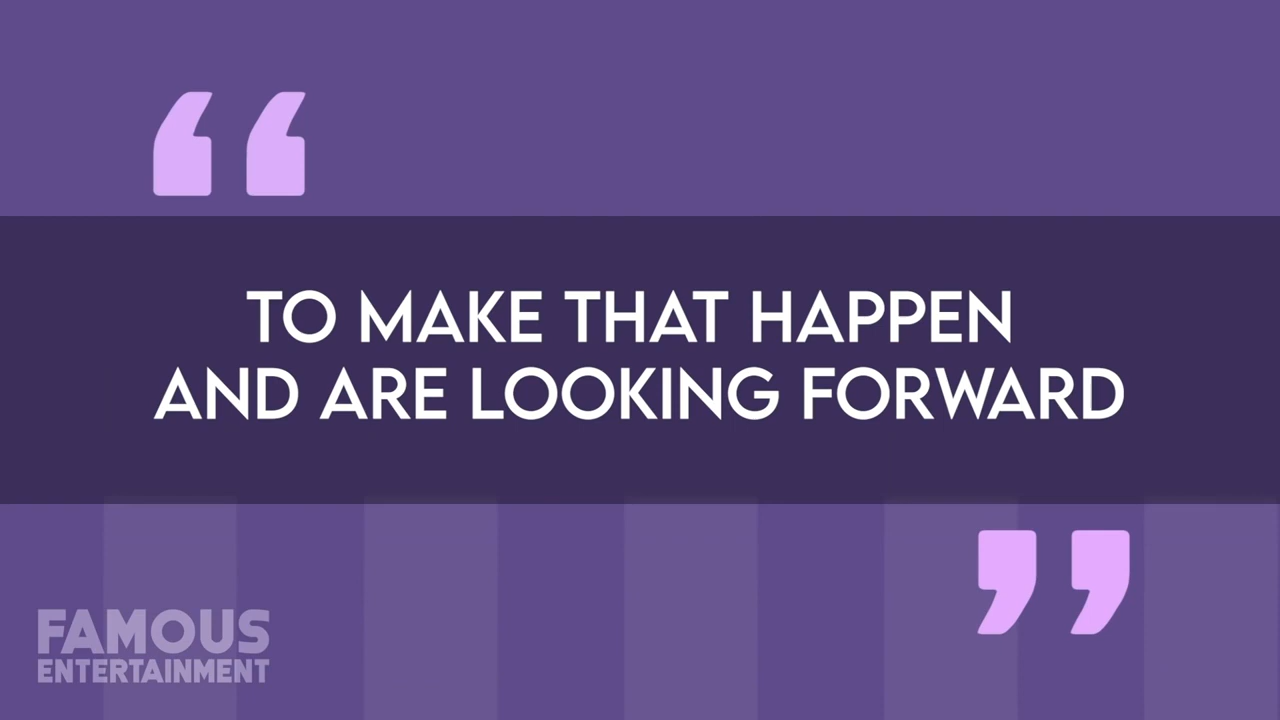 TO MAKE THAT HAPPEN
AND ARE LOOKING FORWARD
FAMOUS
ENTERTAINMENT